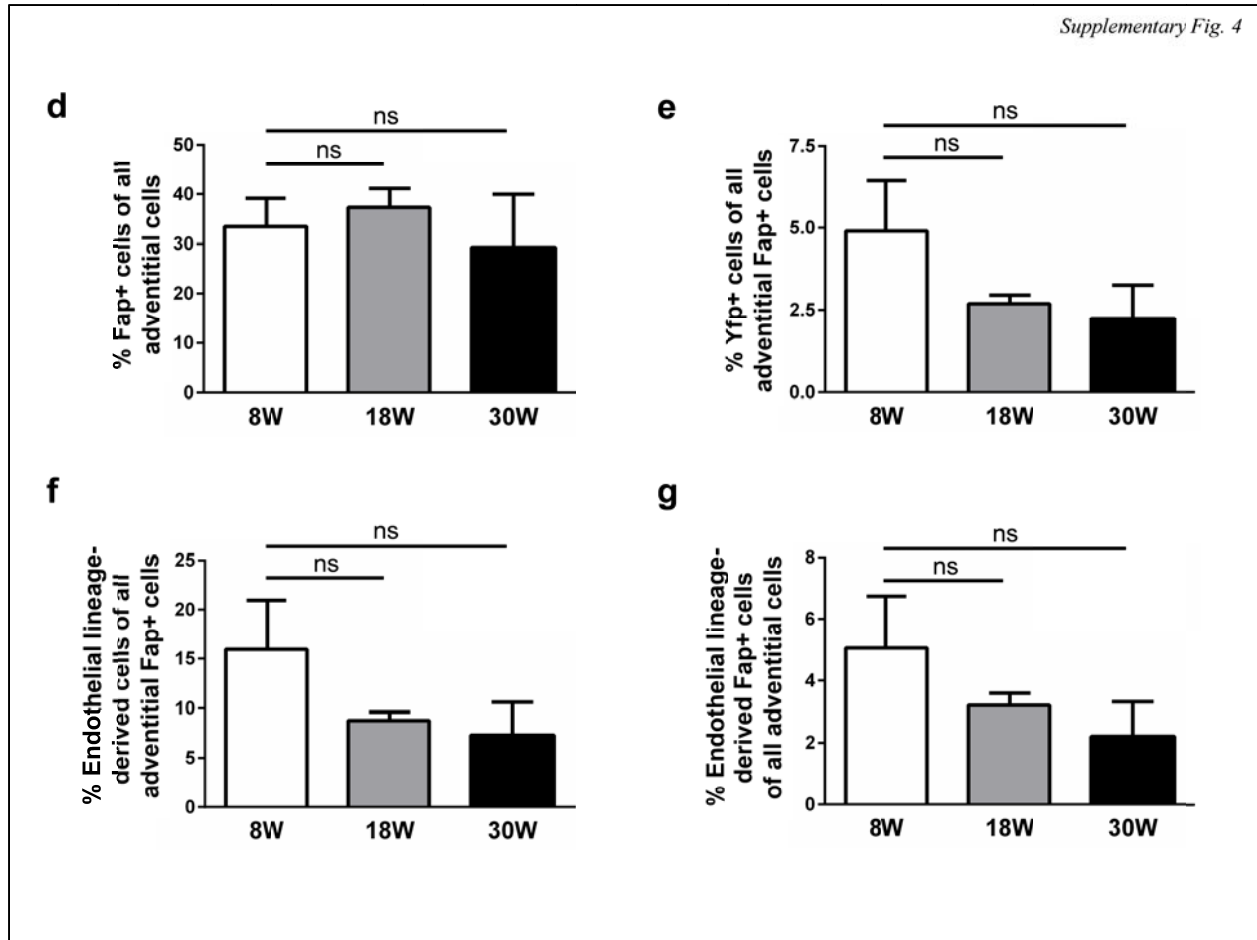 Supplementary Fig. 4
d
ns
ns
50
40
30
20
10
0
% Fap+ cells of all
adventitial cells
8W 18W 30W
e
ns
ns
7.5
5.0
2.5
0.0
% Yfp+ cells of all
adventitial Fap+ cells
8W 18W 30W
f
ns
ns
25
20
15
10
5
0
% Endothelial lineage-
derived cells of all
adventitial Fap+ cells
8W 18W 30W
g
ns
ns
8
6
4
2
0
% Endothelial lineage-
derived Fap+ cells
of all adventitial cells
8W 18W 30W